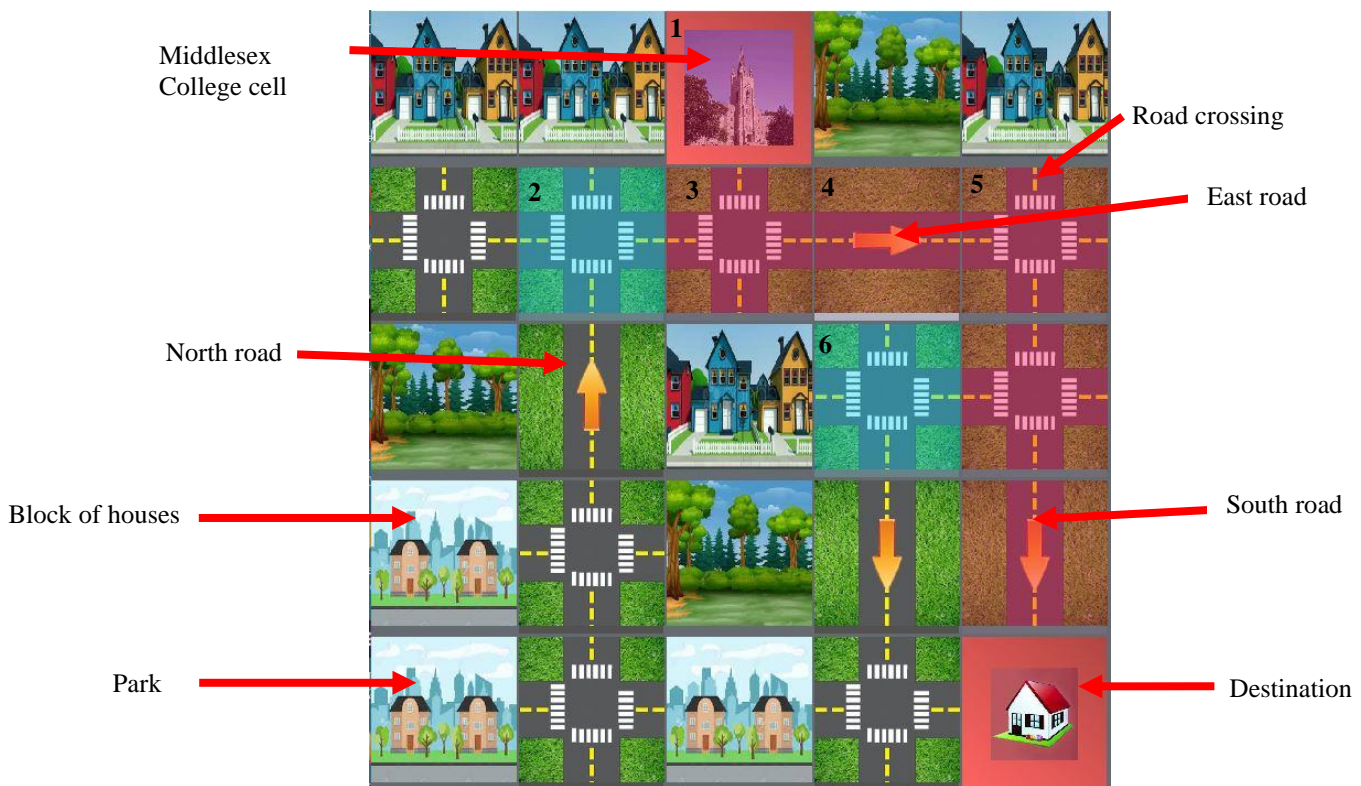 1
Middlesex
College cell
Road crossing
2
3
4
5
East road
North road
6
Block of houses
South road
Park
Destination